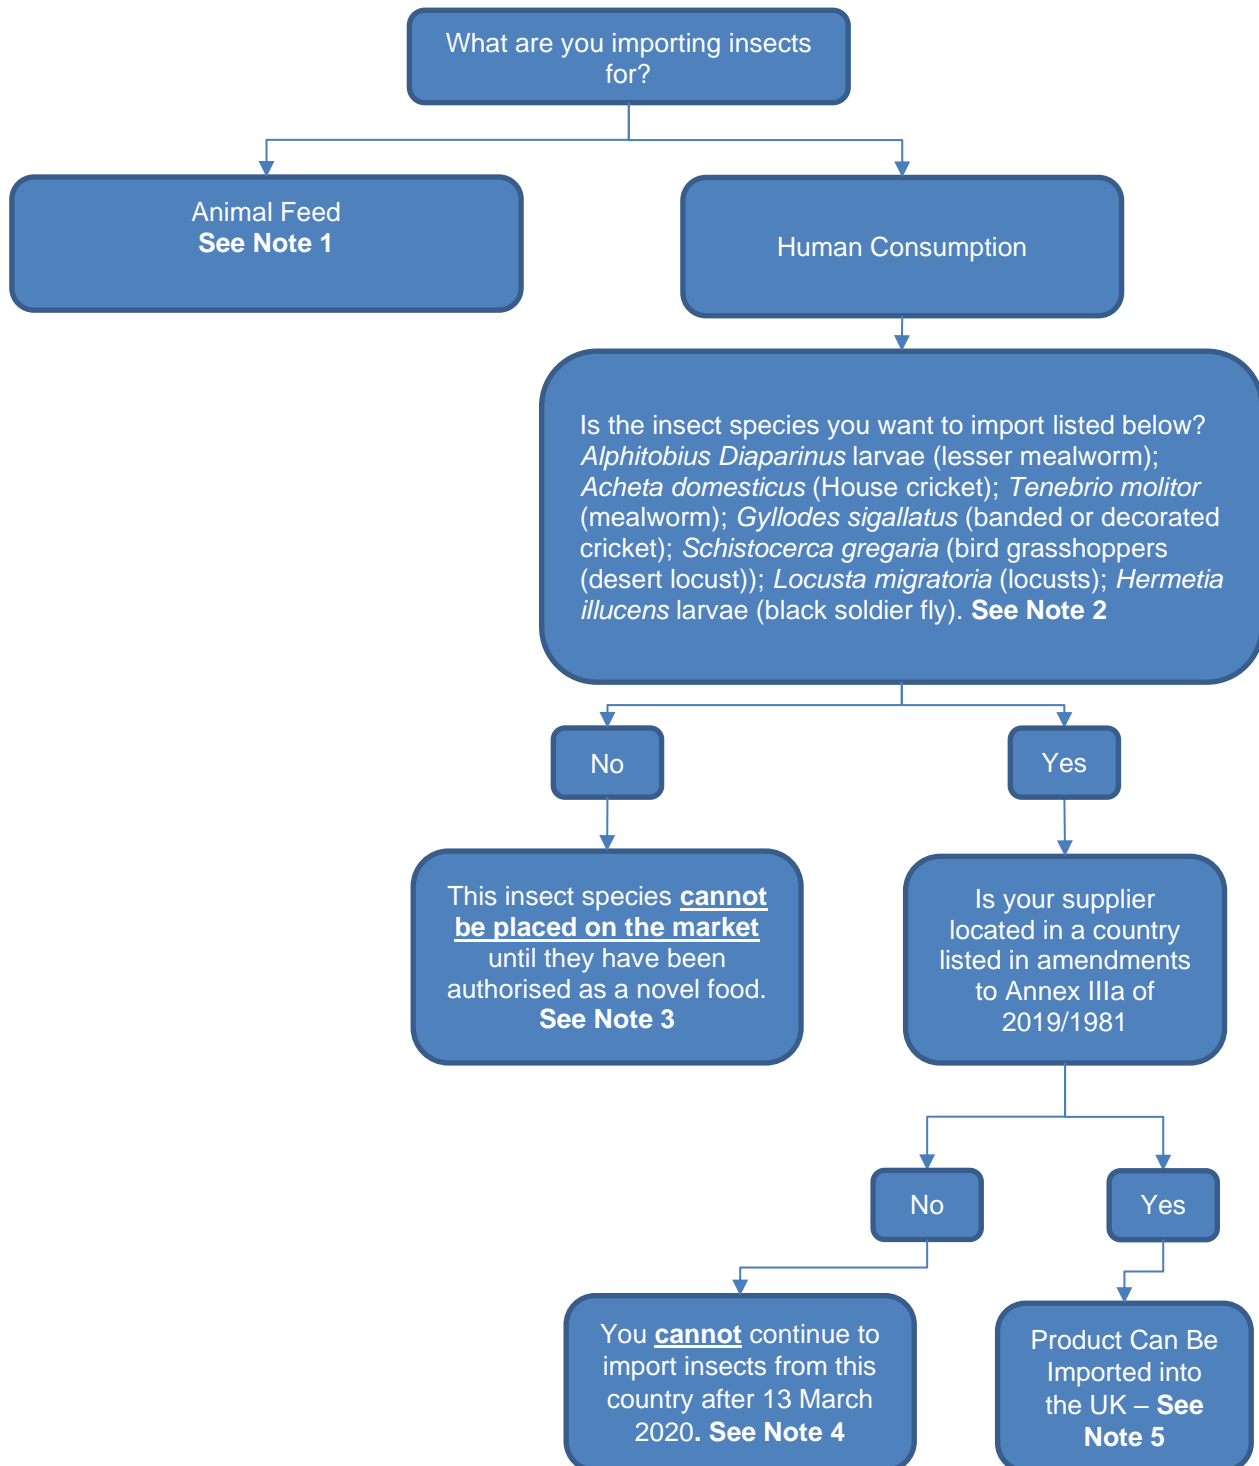 What are you importing insects
for?
Animal Feed
See Note 1
Human Consumption
Is the insect species you want to import listed below?
Alphitobius Diaparinus larvae (lesser mealworm);
Acheta domesticus (House cricket); Tenebrio molitor
(mealworm); Gyllodes sigallatus (banded or decorated
cricket); Schistocerca gregaria (bird grasshoppers
(desert locust)); Locusta migratoria (locusts); Hermetia
illucens larvae (black soldier fly). See Note 2
No
Yes
This insect species cannot
be placed on the market
until they have been
authorised as a novel food.
See Note 3
Is your supplier
located in a country
listed in amendments
to Annex IIIa of
2019/1981
No
Yes
You cannot continue to
import insects from this
country after 13 March
2020. See Note 4
Product Can Be
Imported into
the UK – See
Note 5